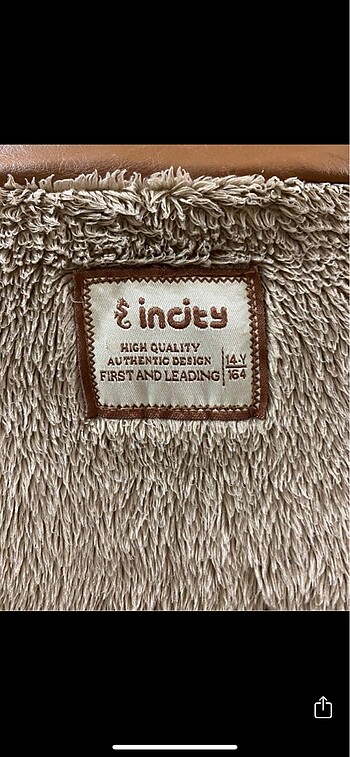 incity
HIGH QUALITY
AUTHENTIC DESIGN
FIRST AND LEADING
14-Y
164